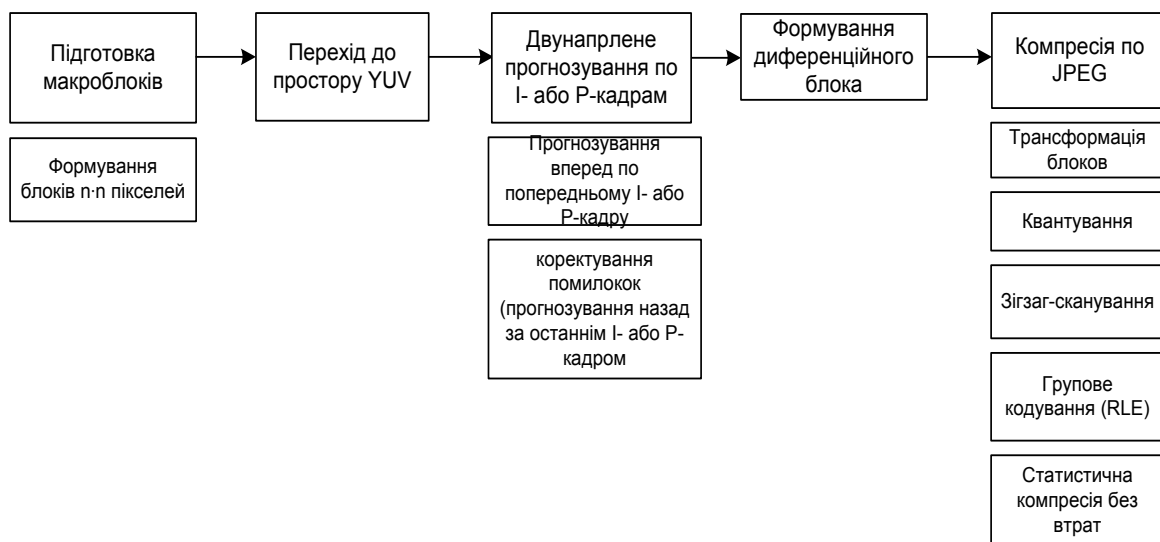 Підготовка
макроблоків
Перехід до
простору YUV
Двунапрлене
прогнозування по
I- або P-кадрам
Формування
диференційного
блока
Компресія по
JPEG
Формування
блоків n·n пікселей
Прогнозування
вперед по
попередньому I- або
P-кадру
коректування
помилокок
(прогнозування назад
за останнім I- або P-
кадром
Трансформація
блоков
Квантування
Зігзаг-сканування
Групове
кодування (RLE)
Статистична
компресія без
втрат